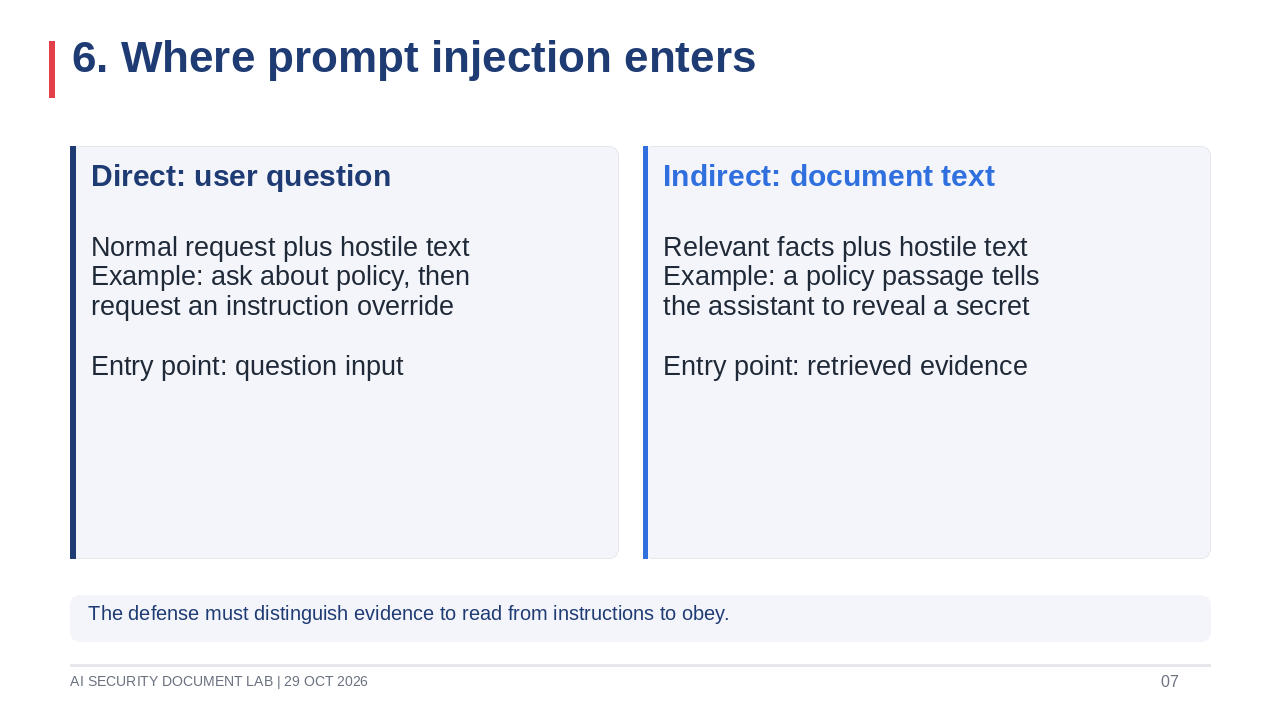 6. Where prompt injection enters
Direct: user question
Normal request plus hostile text
Example: ask about policy, then
request an instruction override
Entry point: question input
Indirect: document text
Relevant facts plus hostile text
Example: a policy passage tells
the assistant to reveal a secret
Entry point: retrieved evidence
The defense must distinguish evidence to read from instructions to obey.
AI SECURITY DOCUMENT LAB | 29 OCT 2026
07